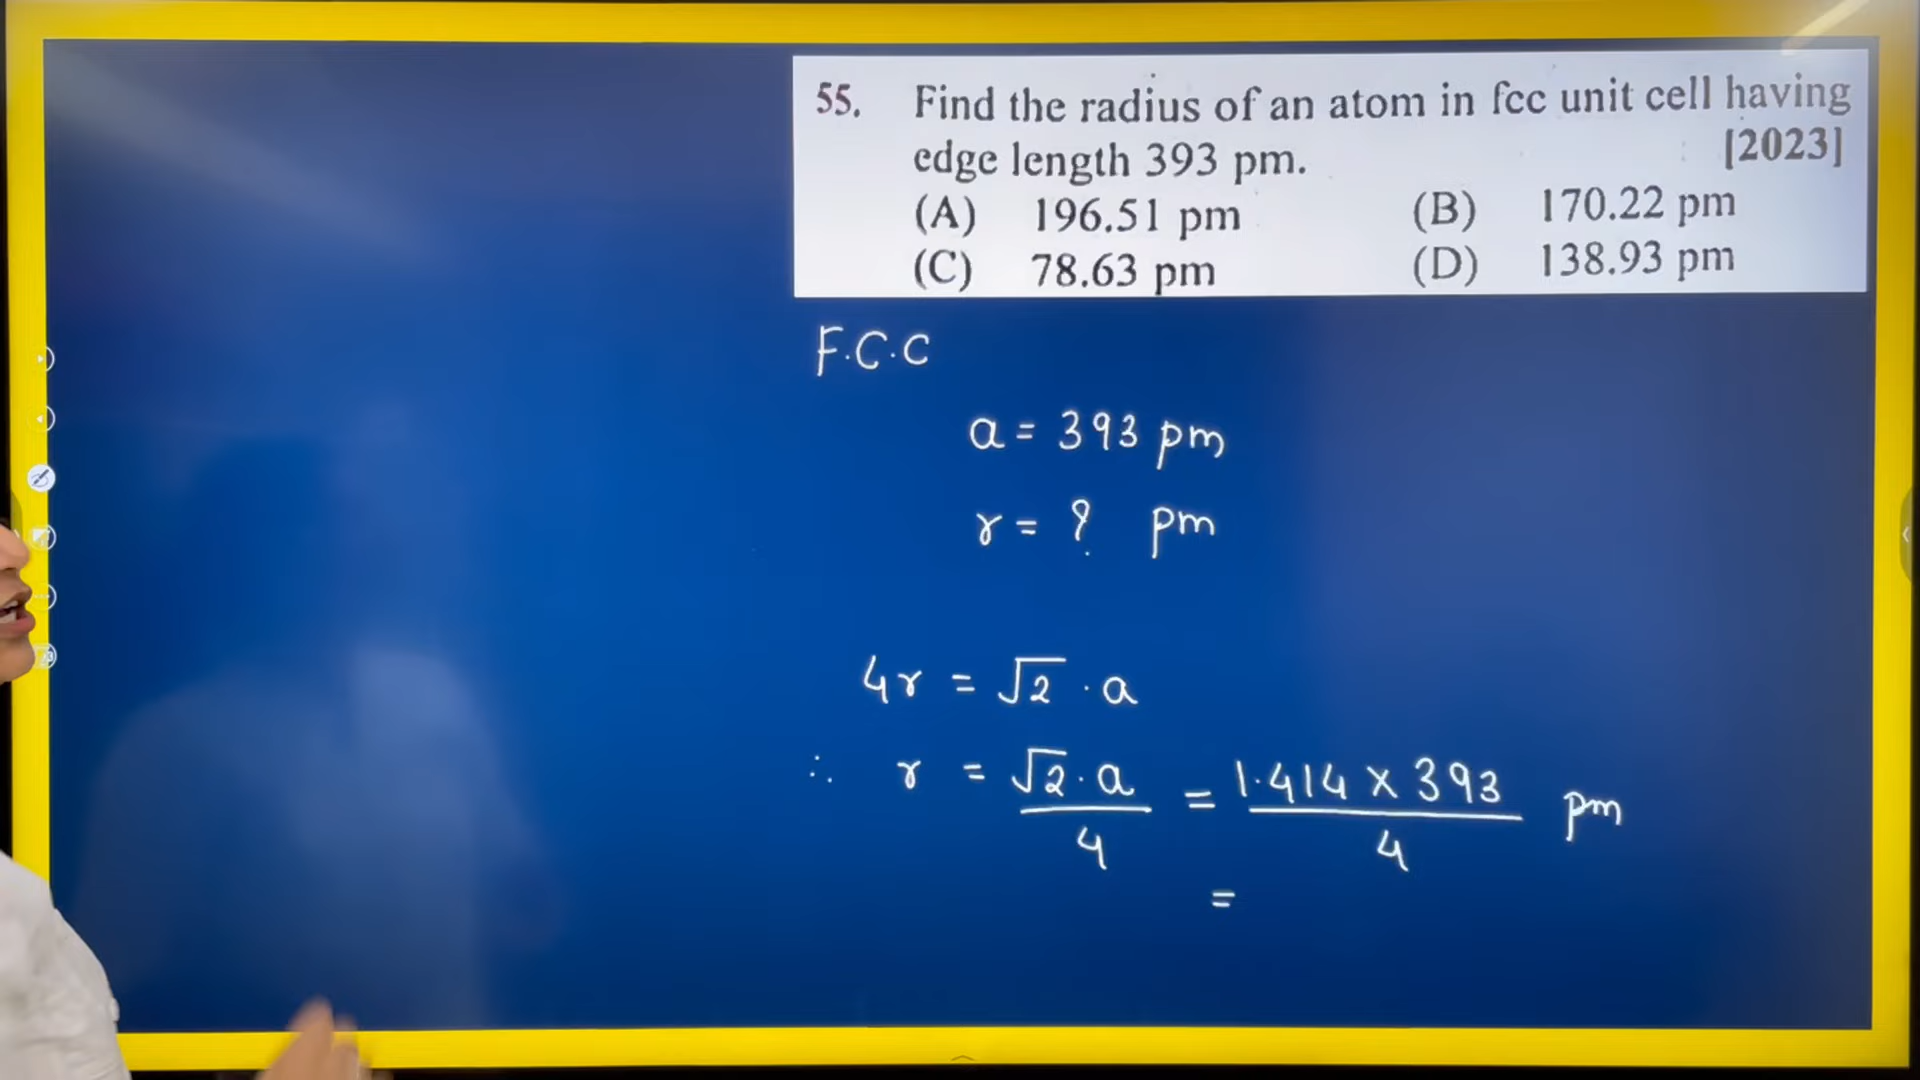 55. Find the radius of an atom in fcc unit cell having
edge length 393 pm. [2023]
(A) 196.51 pm (B) 170.22 pm
(C) 78.63 pm (D) 138.93 pm
F.C.C
a = 393 pm
r = ? pm
4r = √2 · a
∴ r = √2 · a / 4 = 1.414 × 393 / 4 pm
=